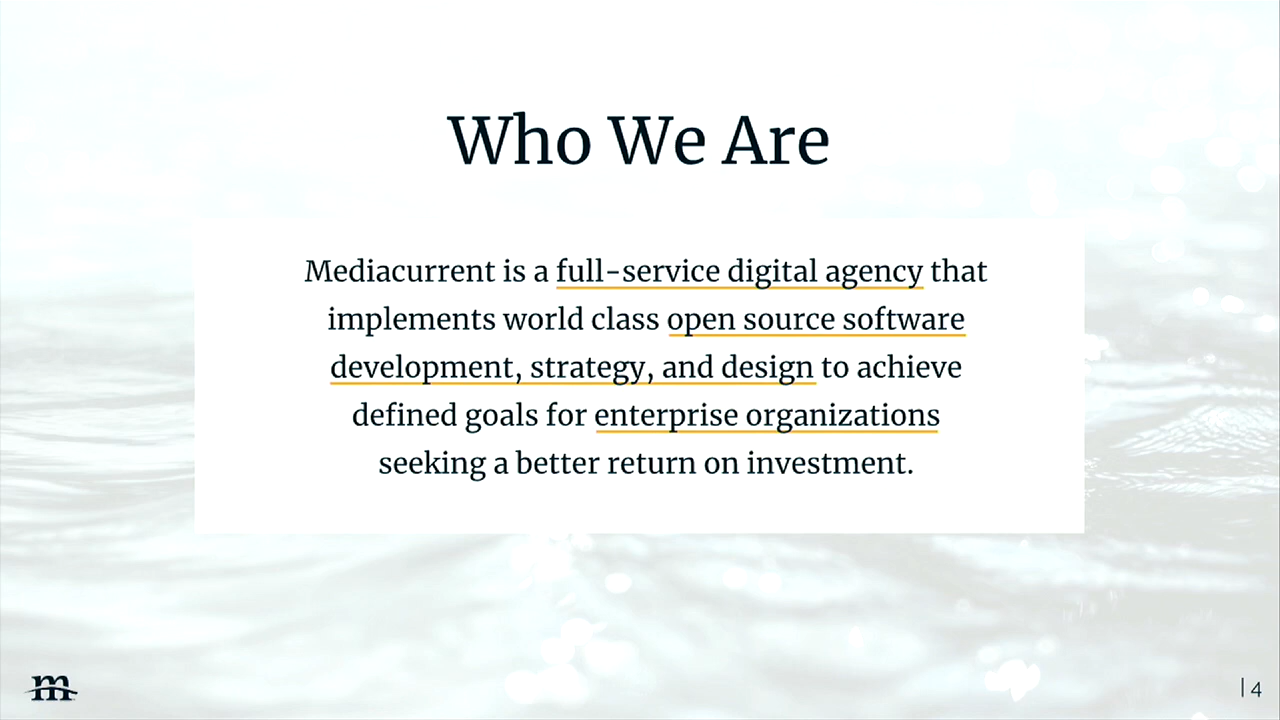 Who We Are
Mediacurrent is a full-service digital agency that
implements world class open source software
development, strategy, and design to achieve
defined goals for enterprise organizations
seeking a better return on investment.
m
| 4